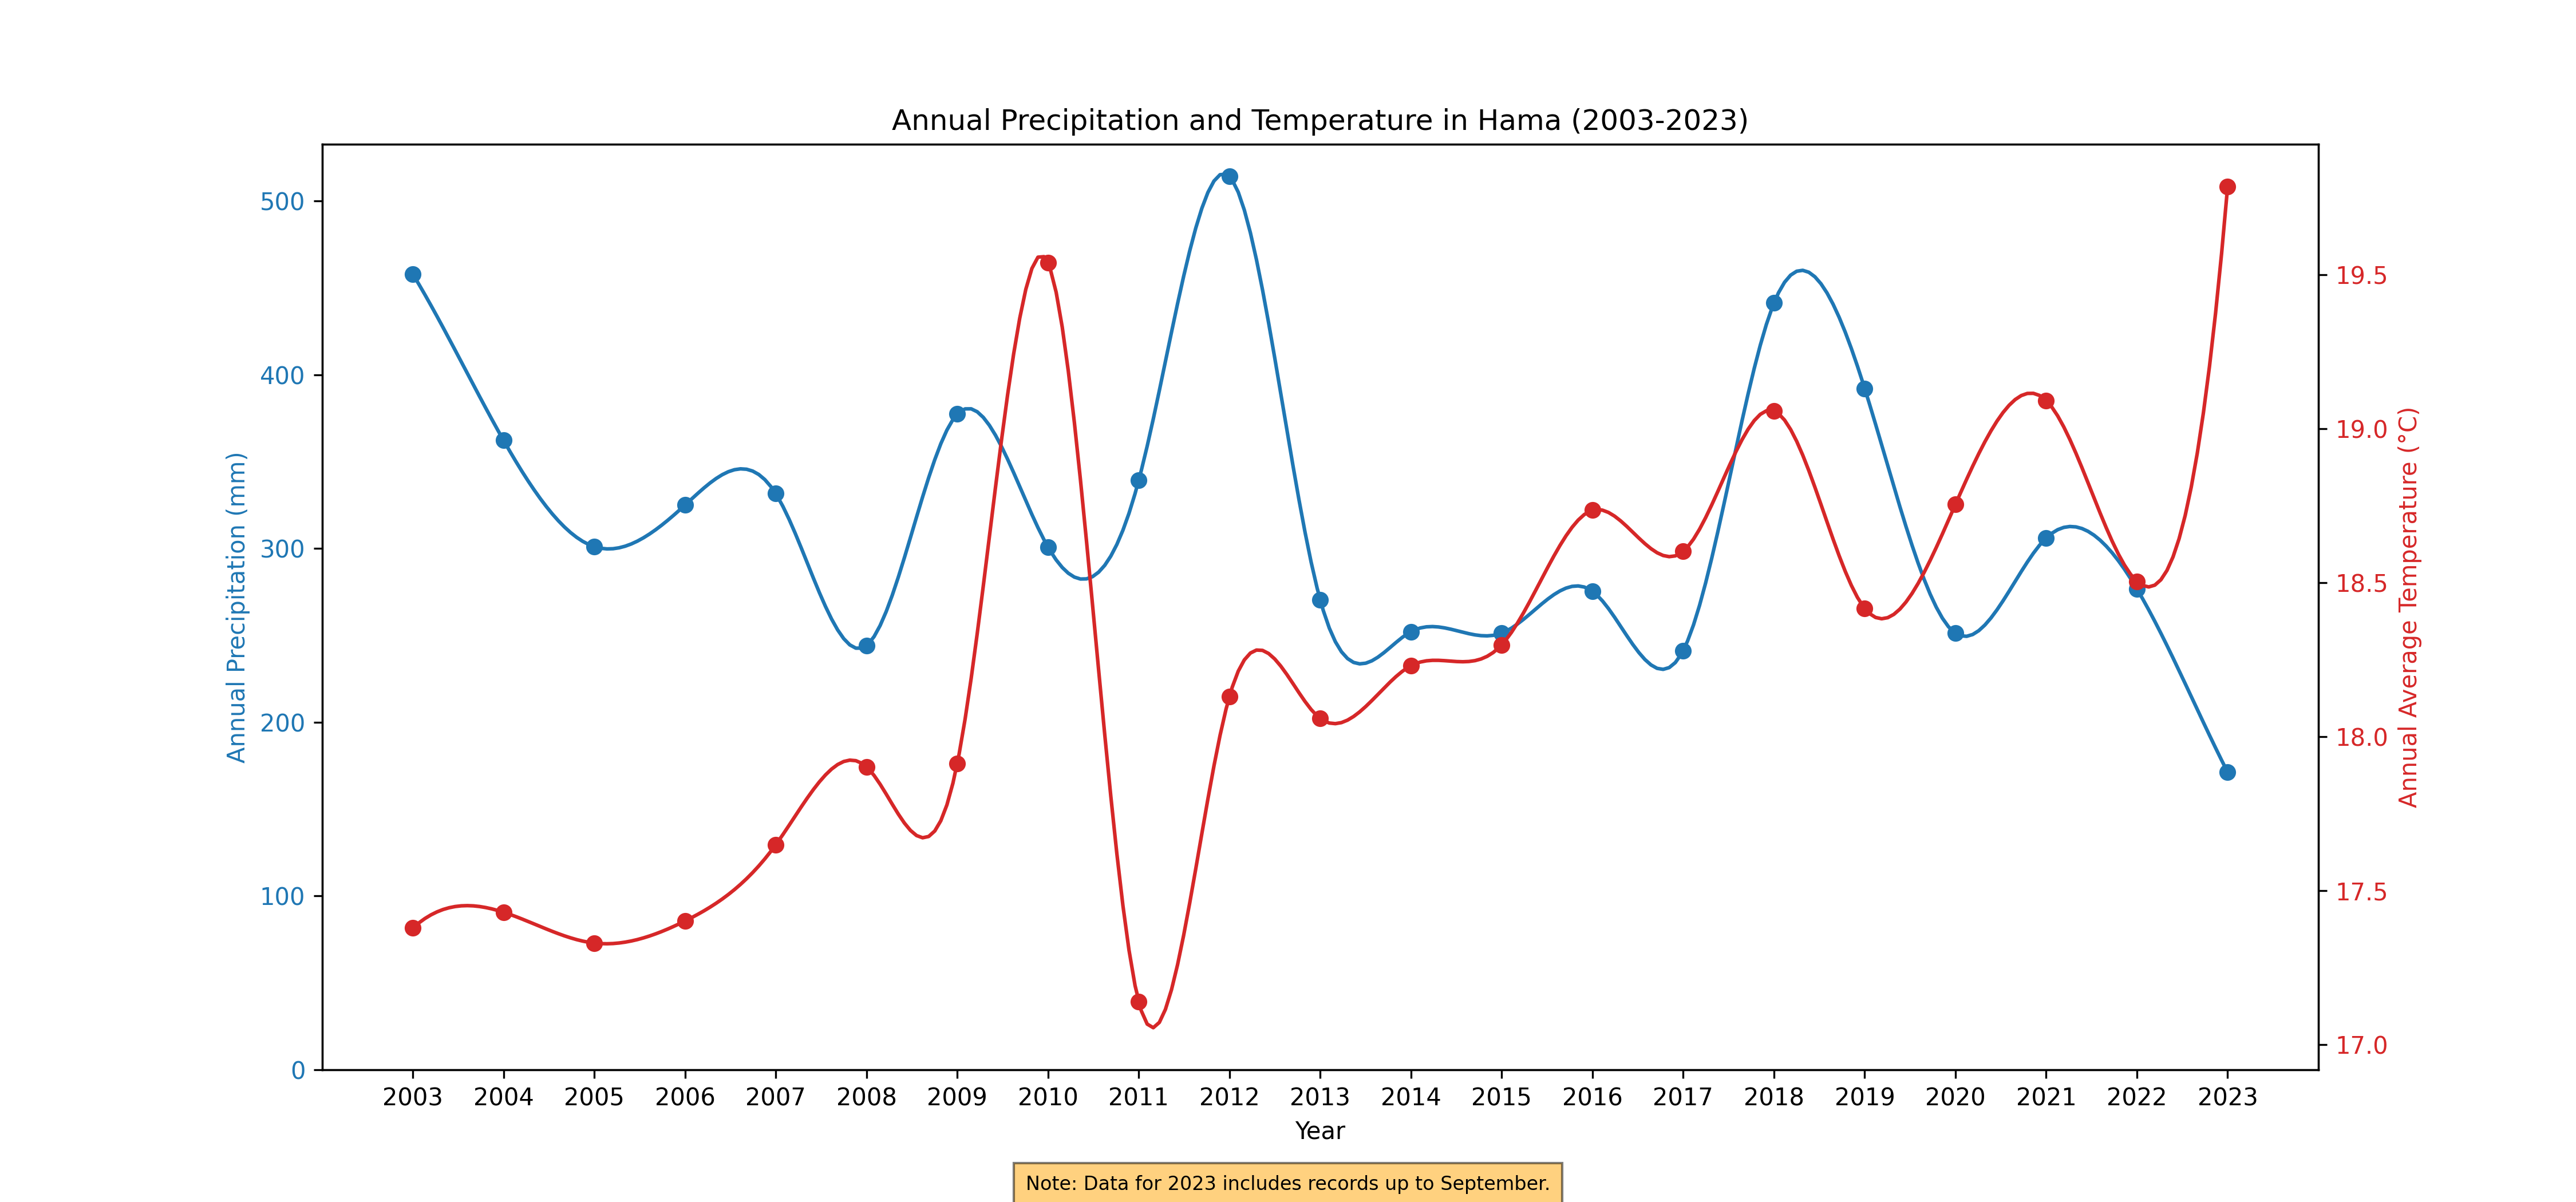 Annual Precipitation and Temperature in Hama (2003-2023)
Annual Precipitation (mm)
500
400
300
200
100
0
19.5
19.0
18.5
18.0
17.5
17.0
Annual Average Temperature (°C)
2003 2004 2005 2006 2007 2008 2009 2010 2011 2012 2013 2014 2015 2016 2017 2018 2019 2020 2021 2022 2023
Year
Note: Data for 2023 includes records up to September.